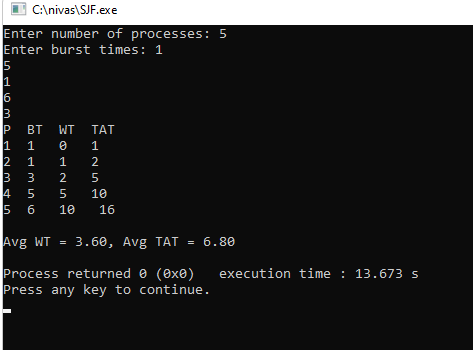 C:\nivas\SJF.exe
Enter number of processes: 5
Enter burst times: 1
5
1
6
3
P  BT  WT  TAT
1  1   0   1
2  1   1   2
3  3   2   5
4  5   5   10
5  6   10   16
Avg WT = 3.60, Avg TAT = 6.80
Process returned 0 (0x0)   execution time : 13.673 s
Press any key to continue.